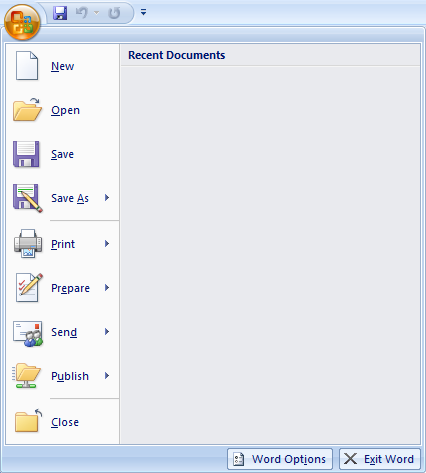 Recent Documents
New
Open
Save
Save As
Print
Prepare
Send
Publish
Close
Word Options
Exit Word